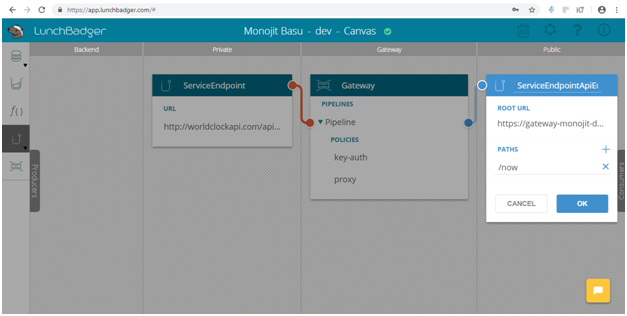 https://app.lunchbadger.com/#
LunchBadger
Monojit Basu - dev - Canvas
Backend
Private
Gateway
Public
ServiceEndpoint
URL
http://worldclockapi.com/api...
Gateway
PIPELINES
Pipeline
POLICIES
key-auth
proxy
ServiceEndpointApiE
ROOT URL
https://gateway-monojit-d...
PATHS
/now
CANCEL
OK
Producers
Consumers
f()